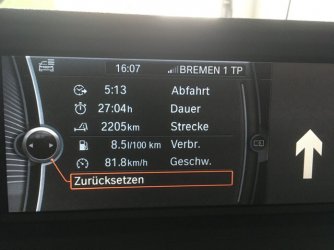 16:07 BREMEN 1 TP
5:13 Abfahrt
27:04h Dauer
2205km Strecke
8.5l/100 km Verbr.
81.8km/h Geschw.
Zurücksetzen